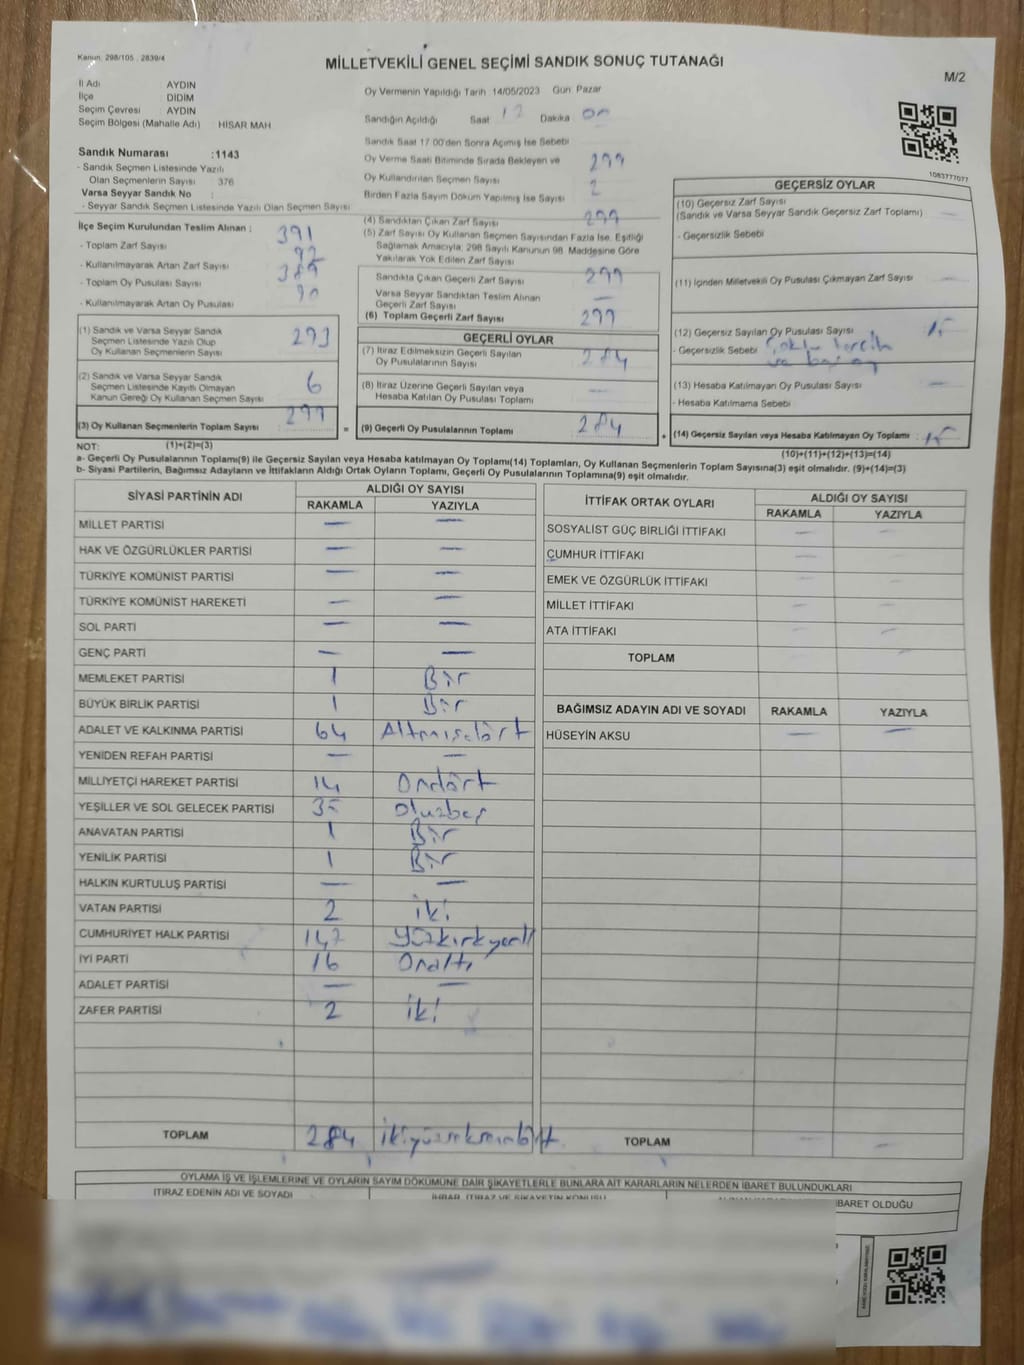 Kanun: 298/105 , 2839/4
MİLLETVEKİLİ GENEL SEÇİMİ SANDIK SONUÇ TUTANAĞI
M/2
İl Adı : AYDIN
İlçe : DİDİM
Seçim Çevresi : AYDIN
Seçim Bölgesi (Mahalle Adı) : HİSAR MAH
Sandık Numarası :1143
- Sandık Seçmen Listesinde Yazılı
Olan Seçmenlerin Sayısı 376
Varsa Seyyar Sandık No :
- Seyyar Sandık Seçmen Listesinde Yazılı Olan Seçmen Sayısı
Oy Vermenin Yapıldığı Tarih 14/05/2023 Gün Pazar
Sandığın Açıldığı Saat Dakika 00
Sandık Saat 17:00'den Sonra Açımış İse Sebebi
Oy Verme Saati Bitiminde Sırada Bekleyen ve
Oy Kullandırılan Seçmen Sayısı 299
Birden Fazla Sayım Döküm Yapılmış İse Sayısı 2
1083777077
İlçe Seçim Kurulundan Teslim Alınan :
- Toplam Zarf Sayısı 391
- Kullanılmayarak Artan Zarf Sayısı 92
- Toplam Oy Pusulası Sayısı 389
- Kullanılmayarak Artan Oy Pusulası 90
(4) Sandıktan Çıkan Zarf Sayısı 299
(5) Zarf Sayısı Oy Kullanan Seçmen Sayısından Fazla İse, Eşitliği
Sağlamak Amacıyla; 298 Sayılı Kanunun 98. Maddesine Göre
Yakılarak Yok Edilen Zarf Sayısı
Sandıkta Çıkan Geçerli Zarf Sayısı 299
Varsa Seyyar Sandıktan Teslim Alınan
Geçerli Zarf Sayısı —
(6) Toplam Geçerli Zarf Sayısı 299
GEÇERSİZ OYLAR
(10) Geçersiz Zarf Sayısı —
(Sandık ve Varsa Seyyar Sandık Geçersiz Zarf Toplamı)
- Geçersizlik Sebebi
(11) İçinden Milletvekili Oy Pusulası Çıkmayan Zarf Sayısı —
(12) Geçersiz Sayılan Oy Pusulası Sayısı 15
- Geçersizlik Sebebi Çoklu tercih
(13) Hesaba Katılmayan Oy Pusulası Sayısı —
- Hesaba Katılmama Sebebi
(14) Geçersiz Sayılan veya Hesaba Katılmayan Oy Toplamı : 15
(10)+(11)+(12)+(13)=(14)
(1) Sandık ve Varsa Seyyar Sandık
Seçmen Listesinde Yazılı Olup
Oy Kullanan Seçmenlerin Sayısı 293
(2) Sandık ve Varsa Seyyar Sandık
Seçmen Listesinde Kayıtlı Olmayan
Kanun Gereği Oy Kullanan Seçmen Sayısı 6
(3) Oy Kullanan Seçmenlerin Toplam Sayısı 299
=
GEÇERLİ OYLAR
(7) İtiraz Edilmeksizin Geçerli Sayılan
Oy Pusulalarının Sayısı 284
(8) İtiraz Üzerine Geçerli Sayılan veya
Hesaba Katılan Oy Pusulası Toplamı —
(9) Geçerli Oy Pusulalarının Toplamı 284
+
NOT: (1)+(2)=(3)
a- Geçerli Oy Pusulalarının Toplamı(9) ile Geçersiz Sayılan veya Hesaba katılmayan Oy Toplamı(14) Toplamları, Oy Kullanan Seçmenlerin Toplam Sayısına(3) eşit olmalıdır. (9)+(14)=(3)
b- Siyasi Partilerin, Bağımsız Adayların ve İttifakların Aldığı Ortak Oyların Toplamı, Geçerli Oy Pusulalarının Toplamına(9) eşit olmalıdır.
SİYASİ PARTİNİN ADI ALDIĞI OY SAYISI
RAKAMLA YAZIYLA
MİLLET PARTİSİ — —
HAK VE ÖZGÜRLÜKLER PARTİSİ — —
TÜRKİYE KOMÜNİST PARTİSİ — —
TÜRKİYE KOMÜNİST HAREKETİ — —
SOL PARTİ — —
GENÇ PARTİ — —
MEMLEKET PARTİSİ 1 Bir
BÜYÜK BİRLİK PARTİSİ 1 Bir
ADALET VE KALKINMA PARTİSİ 64 Altmışdört
YENİDEN REFAH PARTİSİ — —
MİLLİYETÇİ HAREKET PARTİSİ 14 Ondört
YEŞİLLER VE SOL GELECEK PARTİSİ 35 Otuzbeş
ANAVATAN PARTİSİ 1 Bir
YENİLİK PARTİSİ 1 Bir
HALKIN KURTULUŞ PARTİSİ — —
VATAN PARTİSİ 2 iki
CUMHURİYET HALK PARTİSİ 147 Yüzkırkyedi
İYİ PARTİ 16 Onaltı
ADALET PARTİSİ — —
ZAFER PARTİSİ 2 iki
TOPLAM 284 ikiyüzseksendört
İTTİFAK ORTAK OYLARI ALDIĞI OY SAYISI
RAKAMLA YAZIYLA
SOSYALİST GÜÇ BİRLİĞİ İTTİFAKI — —
CUMHUR İTTİFAKI — —
EMEK VE ÖZGÜRLÜK İTTİFAKI — —
MİLLET İTTİFAKI — —
ATA İTTİFAKI — —
TOPLAM —
BAĞIMSIZ ADAYIN ADI VE SOYADI RAKAMLA YAZIYLA
HÜSEYİN AKSU — —
TOPLAM — —
OYLAMA İŞ VE İŞLEMLERİNE VE OYLARIN SAYIM DÖKÜMÜNE DAİR ŞİKAYETLERLE BUNLARA AİT KARARLARIN NELERDEN İBARET BULUNDUKLARI
İTİRAZ EDENİN ADI VE SOYADI
İHBAR, İTİRAZ VE ŞİKAYETİN KONUSU
İBARET OLDUĞU